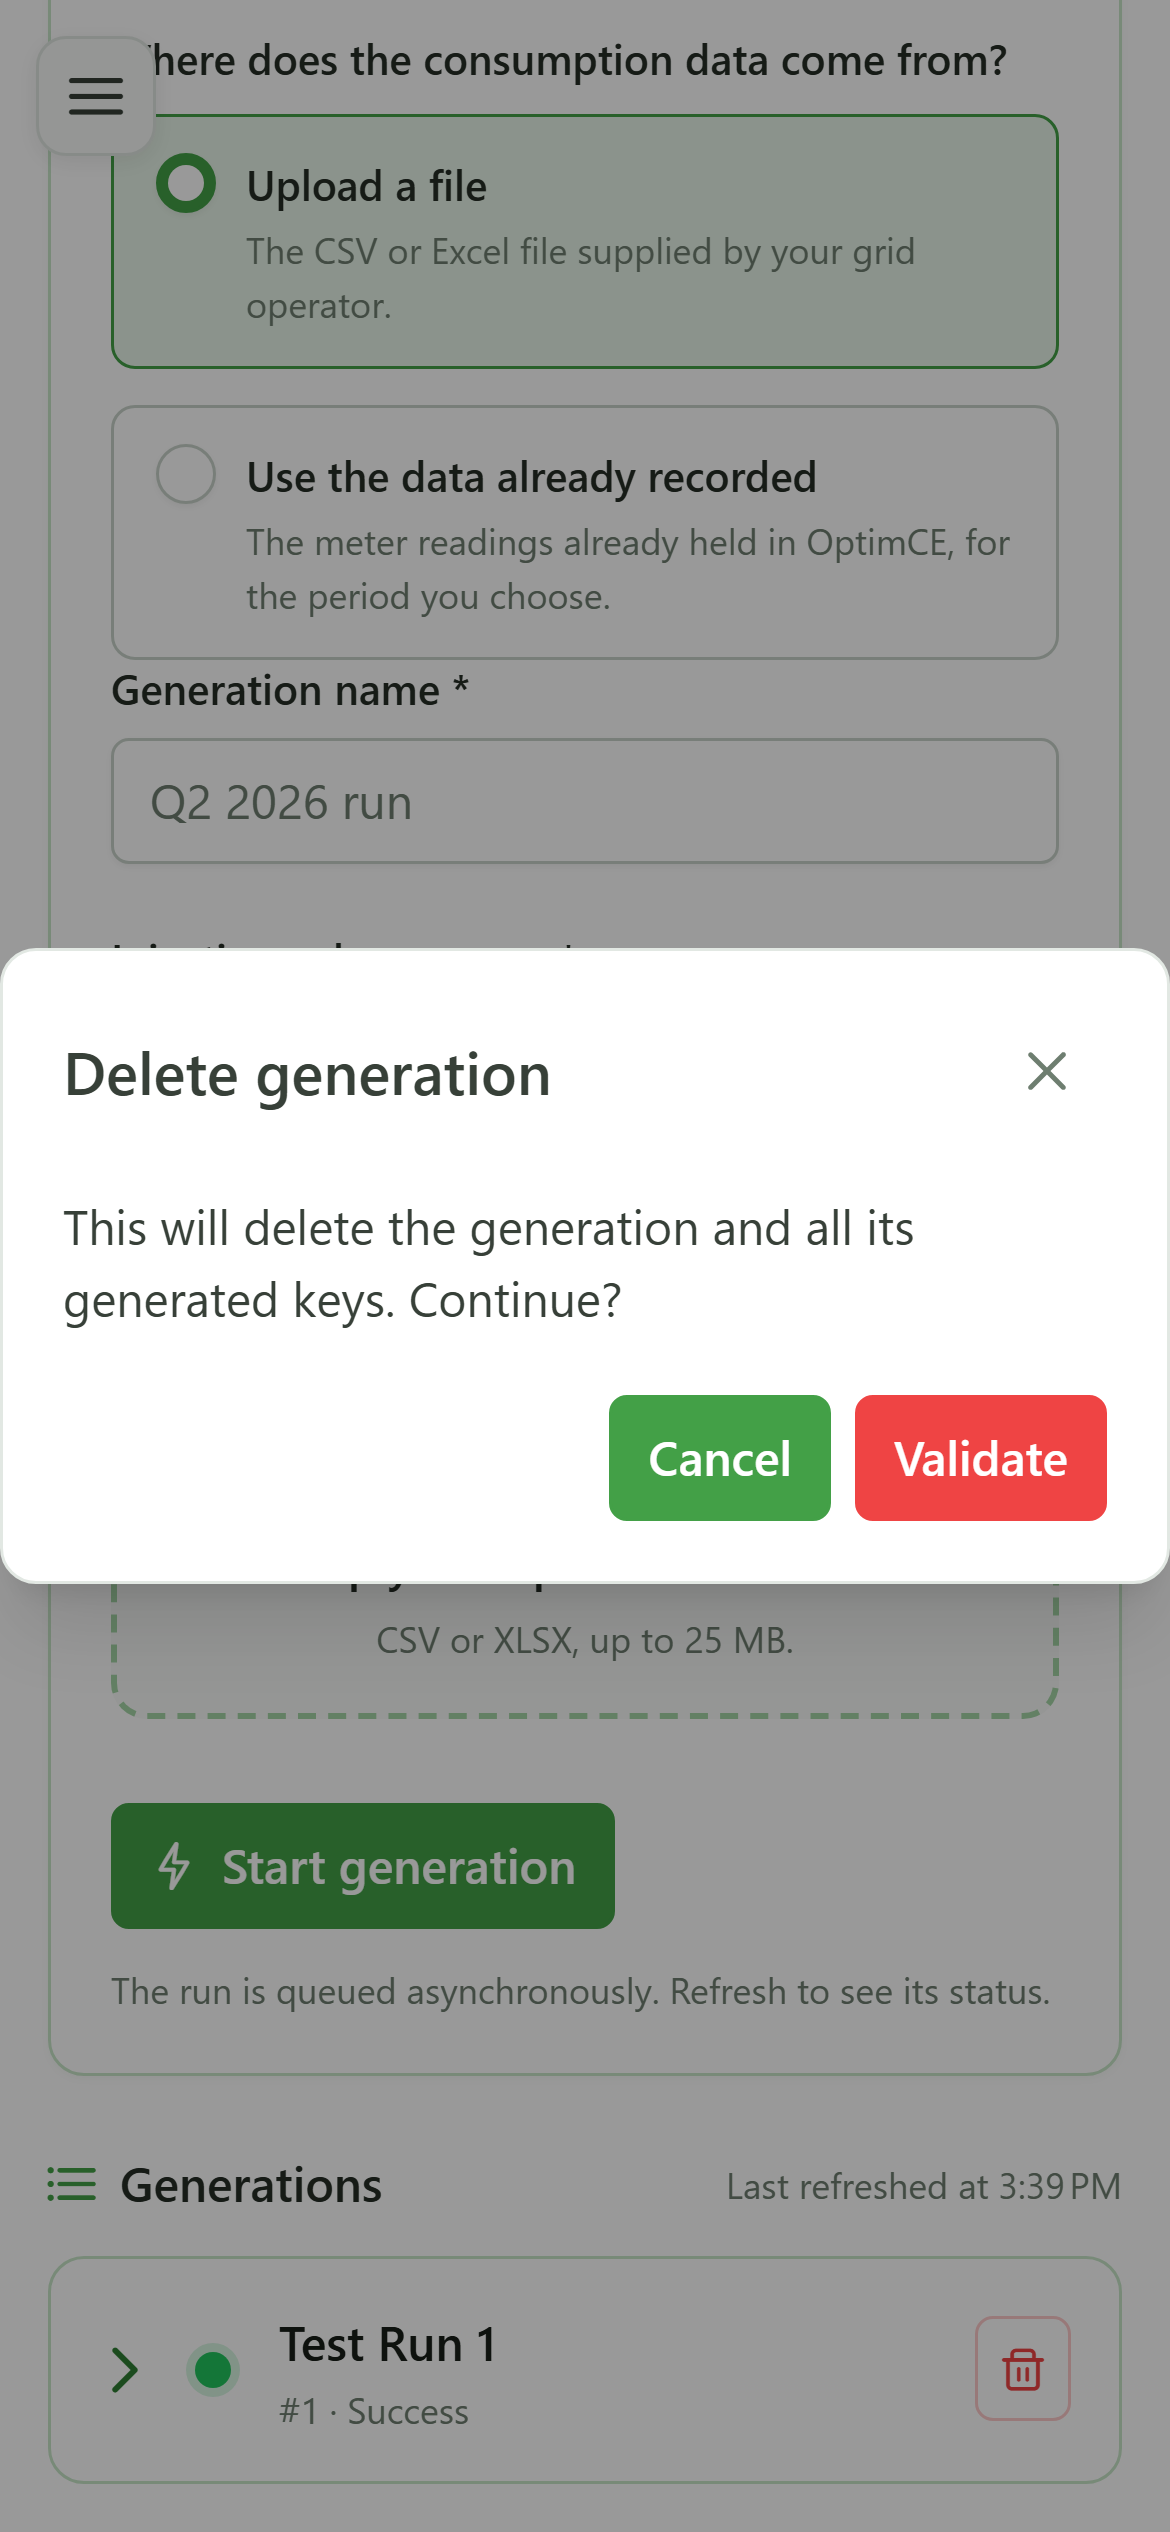 here does the consumption data come from?
Upload a file
The CSV or Excel file supplied by your grid
operator.
Use the data already recorded
The meter readings already held in OptimCE, for
the period you choose.
Generation name *
Q2 2026 run
Delete generation
This will delete the generation and all its
generated keys. Continue?
Cancel
Validate
CSV or XLSX, up to 25 MB.
Start generation
The run is queued asynchronously. Refresh to see its status.
Generations
Last refreshed at 3:39 PM
Test Run 1
#1 · Success